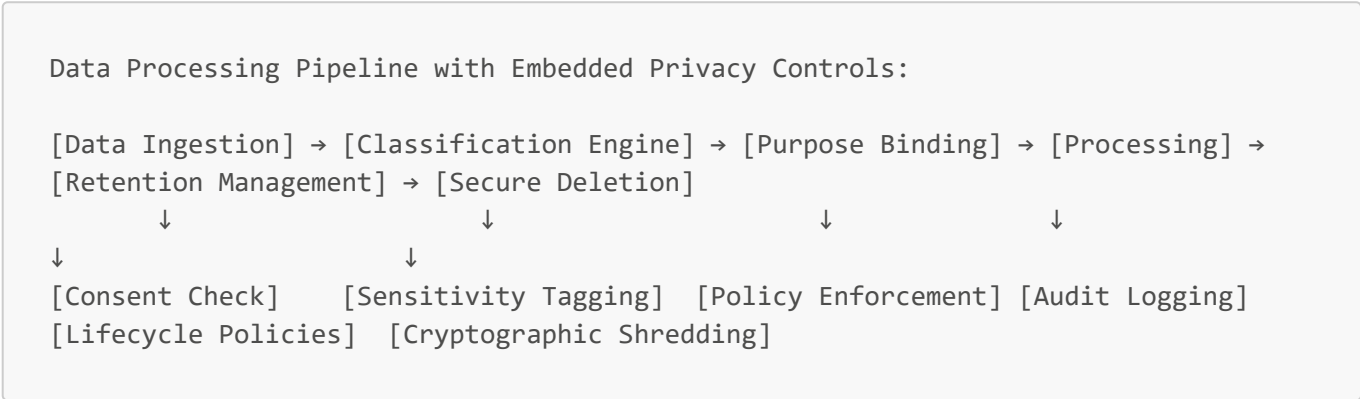 Data Processing Pipeline with Embedded Privacy Controls:
[Data Ingestion] → [Classification Engine] → [Purpose Binding] → [Processing] →
[Retention Management] → [Secure Deletion]
↓ ↓ ↓ ↓
↓ ↓
[Consent Check] [Sensitivity Tagging] [Policy Enforcement] [Audit Logging]
[Lifecycle Policies] [Cryptographic Shredding]